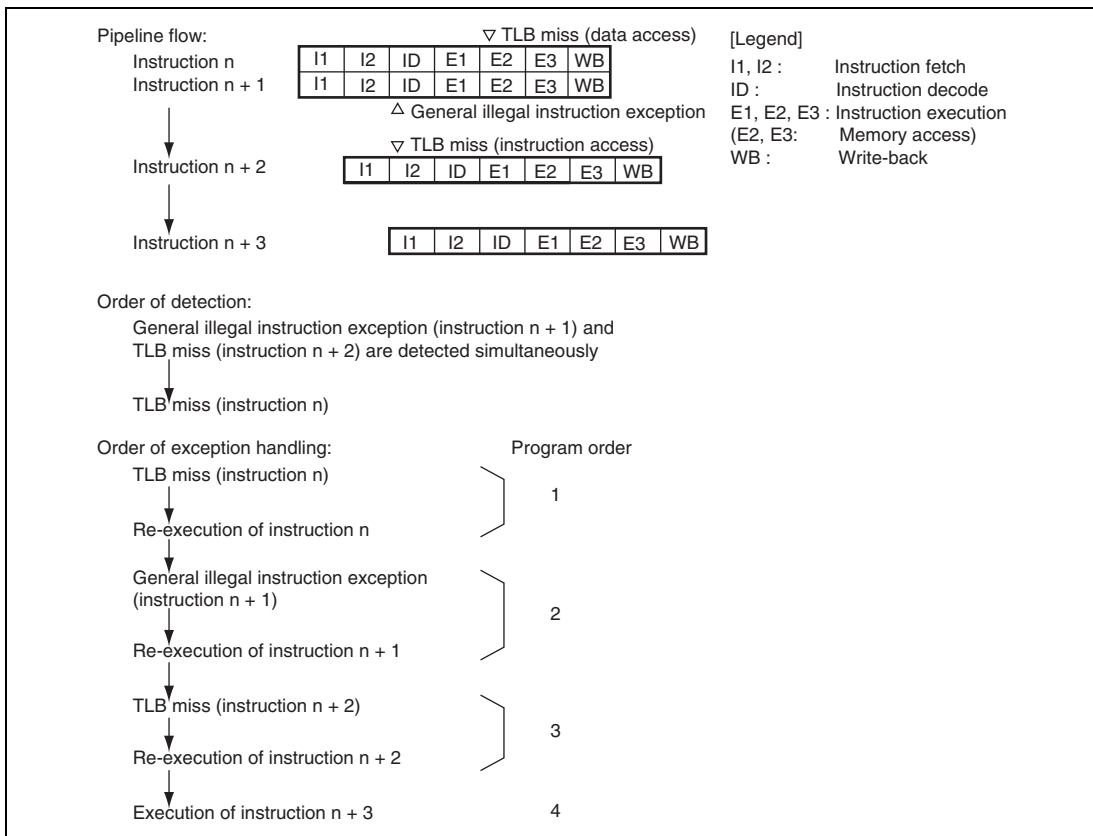 Pipeline flow:
▽ TLB miss (data access)
Instruction n
I1 I2 ID E1 E2 E3 WB
Instruction n + 1
I1 I2 ID E1 E2 E3 WB
△ General illegal instruction exception
▽ TLB miss (instruction access)
Instruction n + 2
I1 I2 ID E1 E2 E3 WB
Instruction n + 3
I1 I2 ID E1 E2 E3 WB
[Legend]
I1, I2 : Instruction fetch
ID : Instruction decode
E1, E2, E3 : Instruction execution
(E2, E3: Memory access)
WB : Write-back
Order of detection:
General illegal instruction exception (instruction n + 1) and
TLB miss (instruction n + 2) are detected simultaneously
TLB miss (instruction n)
Order of exception handling:
Program order
TLB miss (instruction n)
1
Re-execution of instruction n
General illegal instruction exception
(instruction n + 1)
2
Re-execution of instruction n + 1
TLB miss (instruction n + 2)
3
Re-execution of instruction n + 2
Execution of instruction n + 3
4